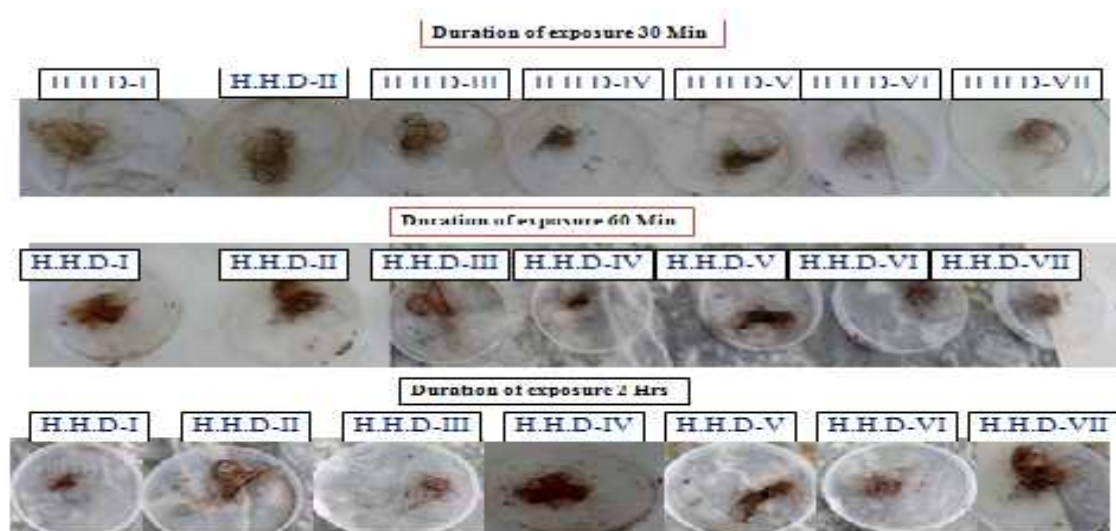 Duration of exposure 30 Min
H.H.D-I H.H.D-II H.H.D-III H.H.D-IV H.H.D-V H.H.D-VI H.H.D-VII
Duration of exposure 60 Min
H.H.D-I H.H.D-II H.H.D-III H.H.D-IV H.H.D-V H.H.D-VI H.H.D-VII
Duration of exposure 2 Hrs
H.H.D-I H.H.D-II H.H.D-III H.H.D-IV H.H.D-V H.H.D-VI H.H.D-VII